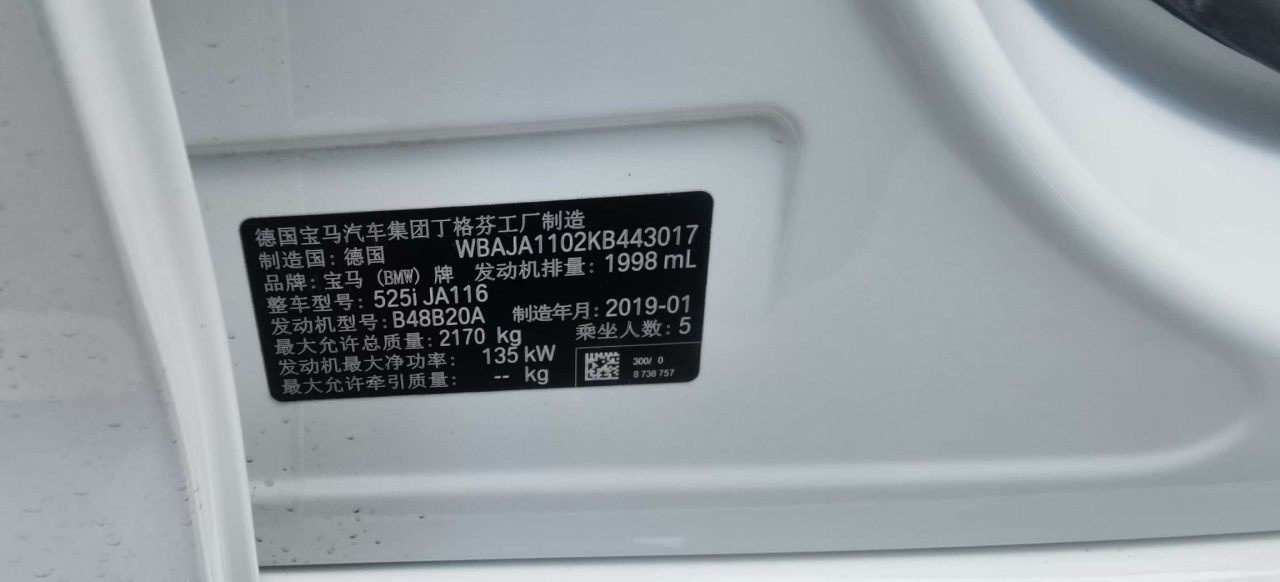 德国宝马汽车集团丁格芬工厂制造
制造国：德国 WBAJA1102KB443017
品牌：宝马 (BMW) 牌 发动机排量：1998 mL
整车型号：525i JA116
发动机型号：B48B20A 制造年月：2019-01
最大允许总质量：2170 kg 乘坐人数：5
发动机最大净功率： 135 kW
最大允许牵引质量： -- kg
300/ 0
8 738 757